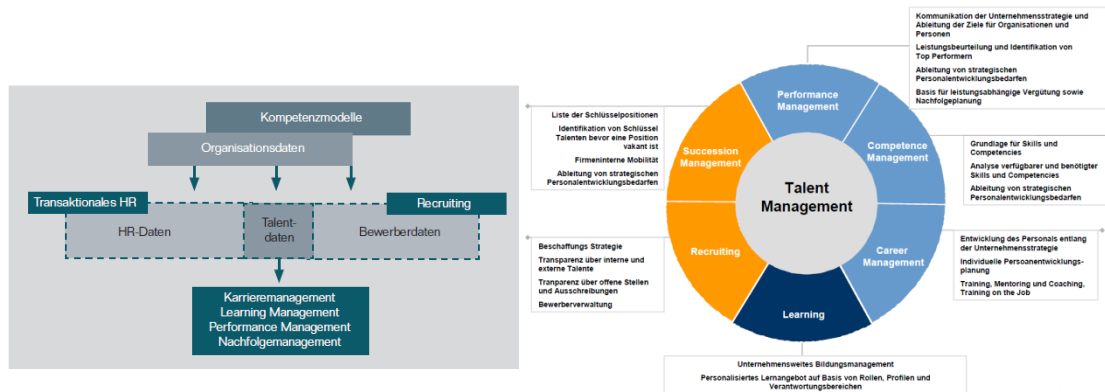 Kompetenzmodelle
Organisationsdaten
Transaktionales HR
Recruiting
HR-Daten
Talent-
daten
Bewerberdaten
Karrieremanagement
Learning Management
Performance Management
Nachfolgemanagement
Kommunikation der Unternehmensstrategie und
Ableitung der Ziele für Organisationen und
Personen
Leistungsbeurteilung und Identifikation von
Top Performern
Ableitung von strategischen
Personalentwicklungsbedarfen
Basis für leistungsabhängige Vergütung sowie
Nachfolgeplanung
Liste der Schlüsselpositionen
Identifikation von Schlüssel
Talenten bevor eine Position
vakant ist
Firmeninterne Mobilität
Ableitung von strategischen
Personalentwicklungsbedarfen
Performance
Management
Succession
Management
Competence
Management
Talent
Management
Recruiting
Career
Management
Learning
Grundlage für Skills und
Competencies
Analyse verfügbarer und benötigter
Skills und Competencies
Ableitung von strategischen
Personalentwicklungsbedarfen
Beschaffungs Strategie
Transparenz über interne und
externe Talente
Tranparenz über offene Stellen
und Ausschreibungen
Bewerberverwaltung
Entwicklung des Personals entlang
der Unternehmensstrategie
Individuelle Persoanentwicklungs-
planung
Training, Mentoring und Coaching,
Training on the Job
Unternehmensweites Bildungsmanagement
Personalisiertes Lernangebot auf Basis von Rollen, Profilen und
Verantwortungsbereichen